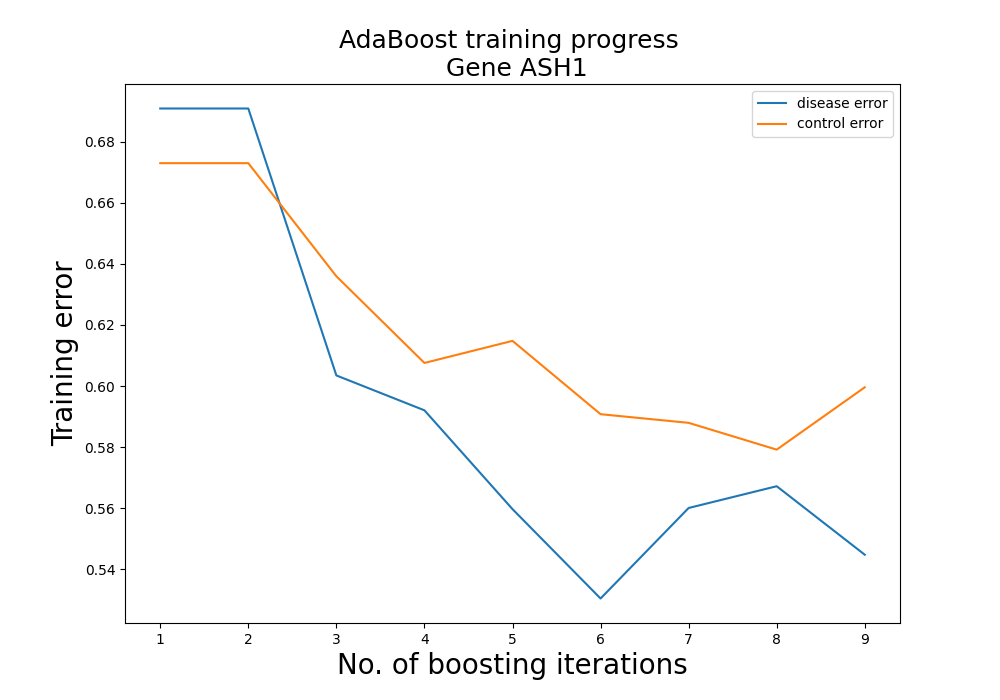 AdaBoost training progress
Gene ASH1
disease error
control error
Training error
0.68
0.66
0.64
0.62
0.60
0.58
0.56
0.54
1 2 3 4 5 6 7 8 9
No. of boosting iterations